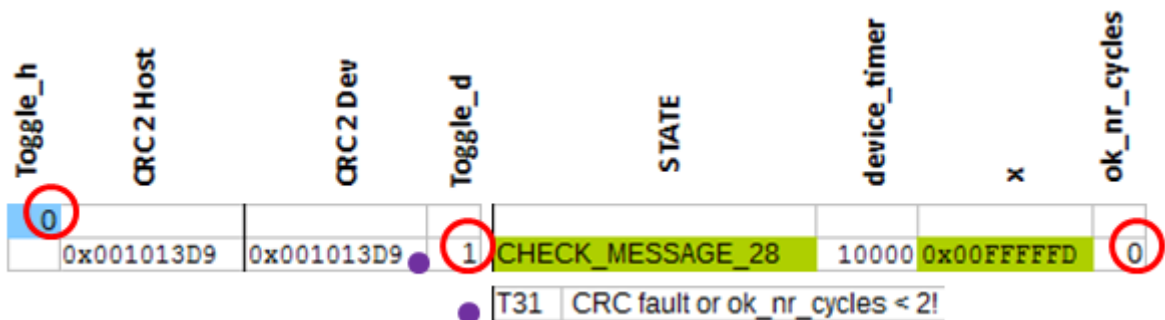 Toggle_h CRC 2 Host CRC 2 Dev Toggle_d STATE device_timer x ok_nr_cycles
0
0x001013D9 0x001013D9 1 CHECK_MESSAGE_28 10000 0x00FFFFFD 0
T31 CRC fault or ok_nr_cycles < 2!